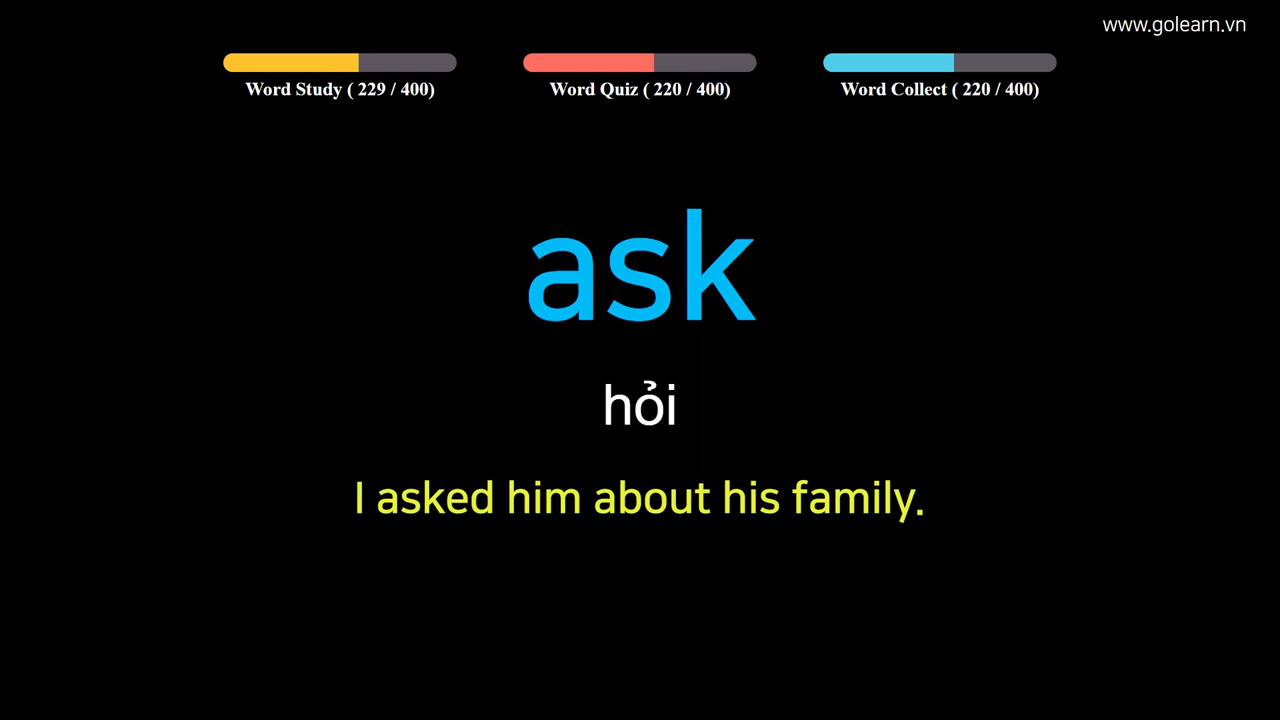 www.golearn.vn
Word Study ( 229 / 400)
Word Quiz ( 220 / 400)
Word Collect ( 220 / 400)
ask
hỏi
I asked him about his family.